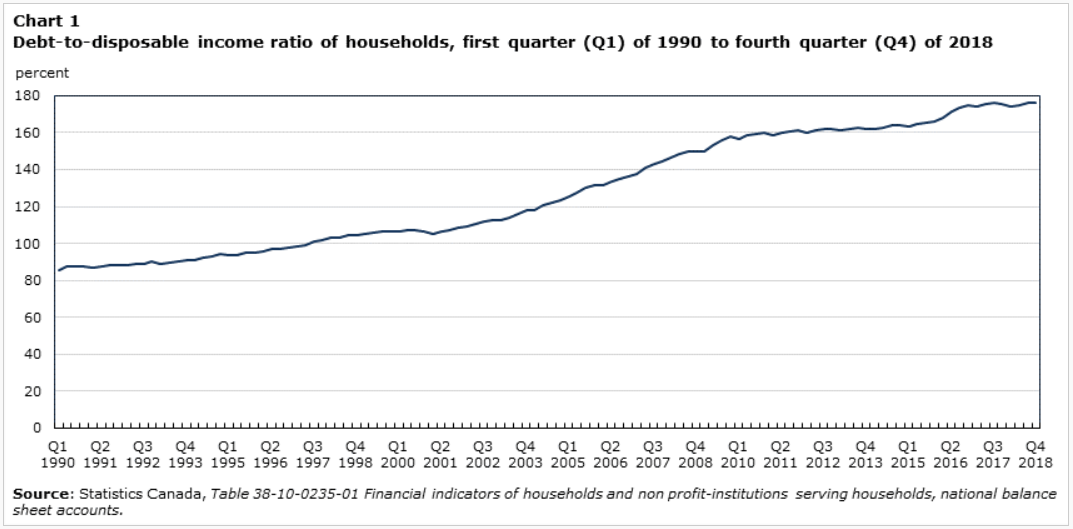 Chart 1
Debt-to-disposable income ratio of households, first quarter (Q1) of 1990 to fourth quarter (Q4) of 2018
percent
180
160
140
120
100
80
60
40
20
0
Q1 Q2 Q3 Q4 Q1 Q2 Q3 Q4 Q1 Q2 Q3 Q4 Q1 Q2 Q3 Q4 Q1 Q2 Q3 Q4 Q1 Q2 Q3 Q4
1990 1991 1992 1993 1995 1996 1997 1998 2000 2001 2002 2003 2005 2006 2007 2008 2010 2011 2012 2013 2015 2016 2017 2018
Source: Statistics Canada, Table 38-10-0235-01 Financial indicators of households and non profit-institutions serving households, national balance
sheet accounts.